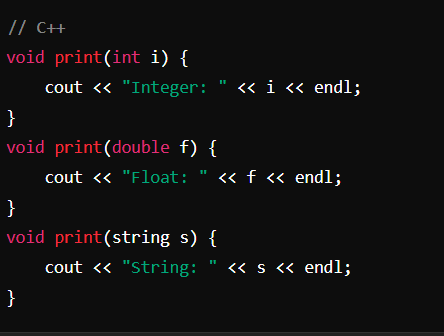 // C++
void print(int i) {
    cout << "Integer: " << i << endl;
}
void print(double f) {
    cout << "Float: " << f << endl;
}
void print(string s) {
    cout << "String: " << s << endl;
}